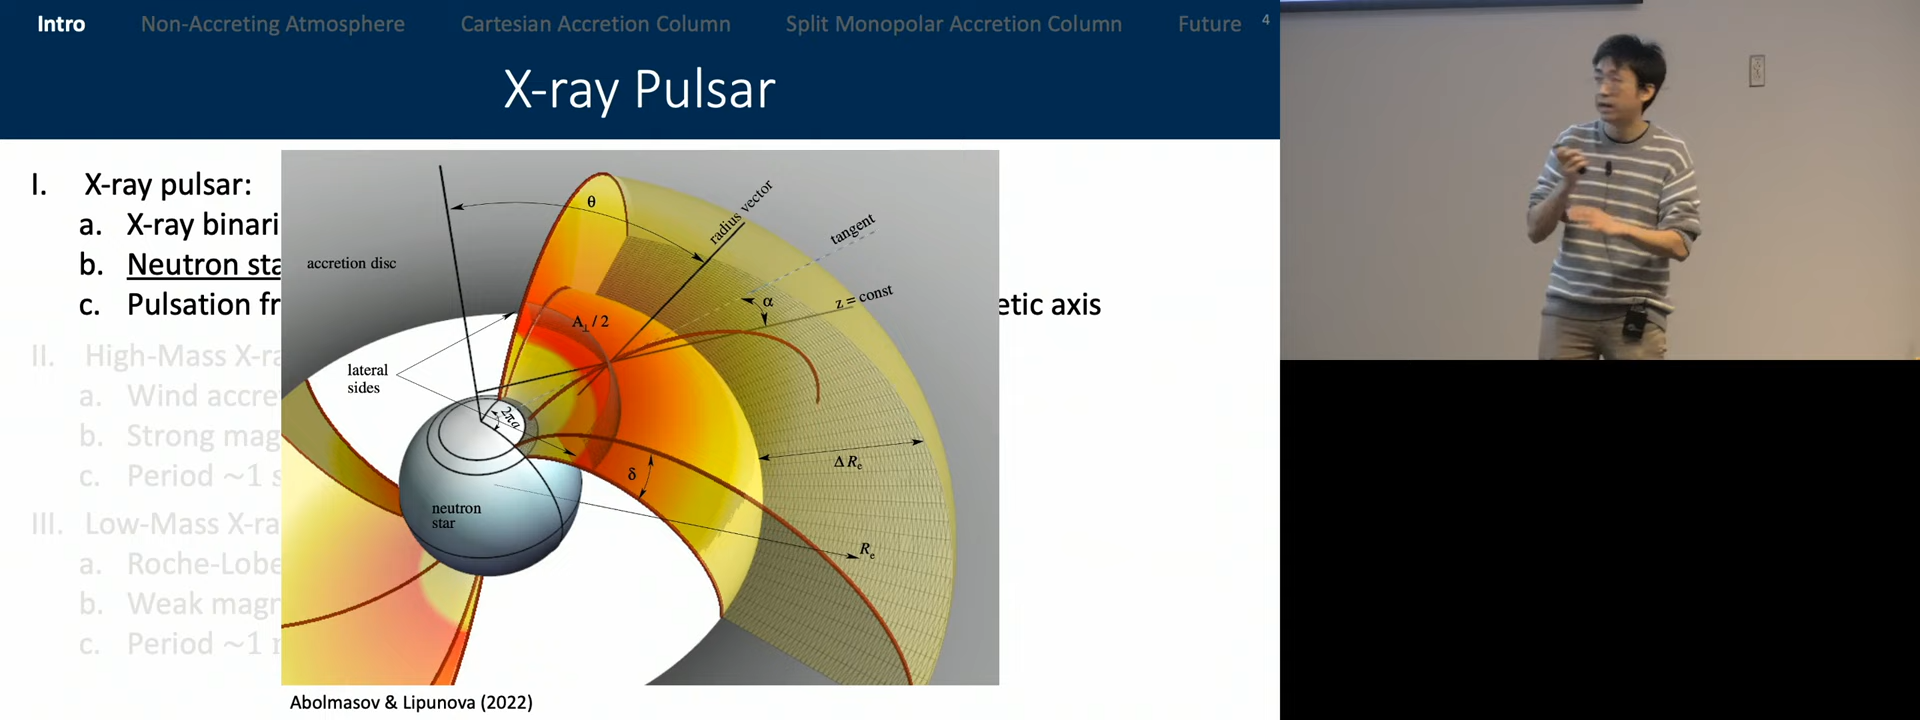 Intro Non-Accreting Atmosphere Cartesian Accretion Column Split Monopolar Accretion Column Future 4
X-ray Pulsar
I. X-ray pulsar:
a. X-ray binari
b. Neutron sta
c. Pulsation fr
etic axis
II. High-Mass X-ra
a. Wind accre
b. Strong mag
c. Period ~1 s
III. Low-Mass X-ra
a. Roche-Lobe
b. Weak magn
c. Period ~1 r
θ
radius vector
tangent
accretion disc
α
z = const
A⊥/2
lateral
sides
2πa
Δ Re
δ
neutron
star
Re
Abolmasov & Lipunova (2022)